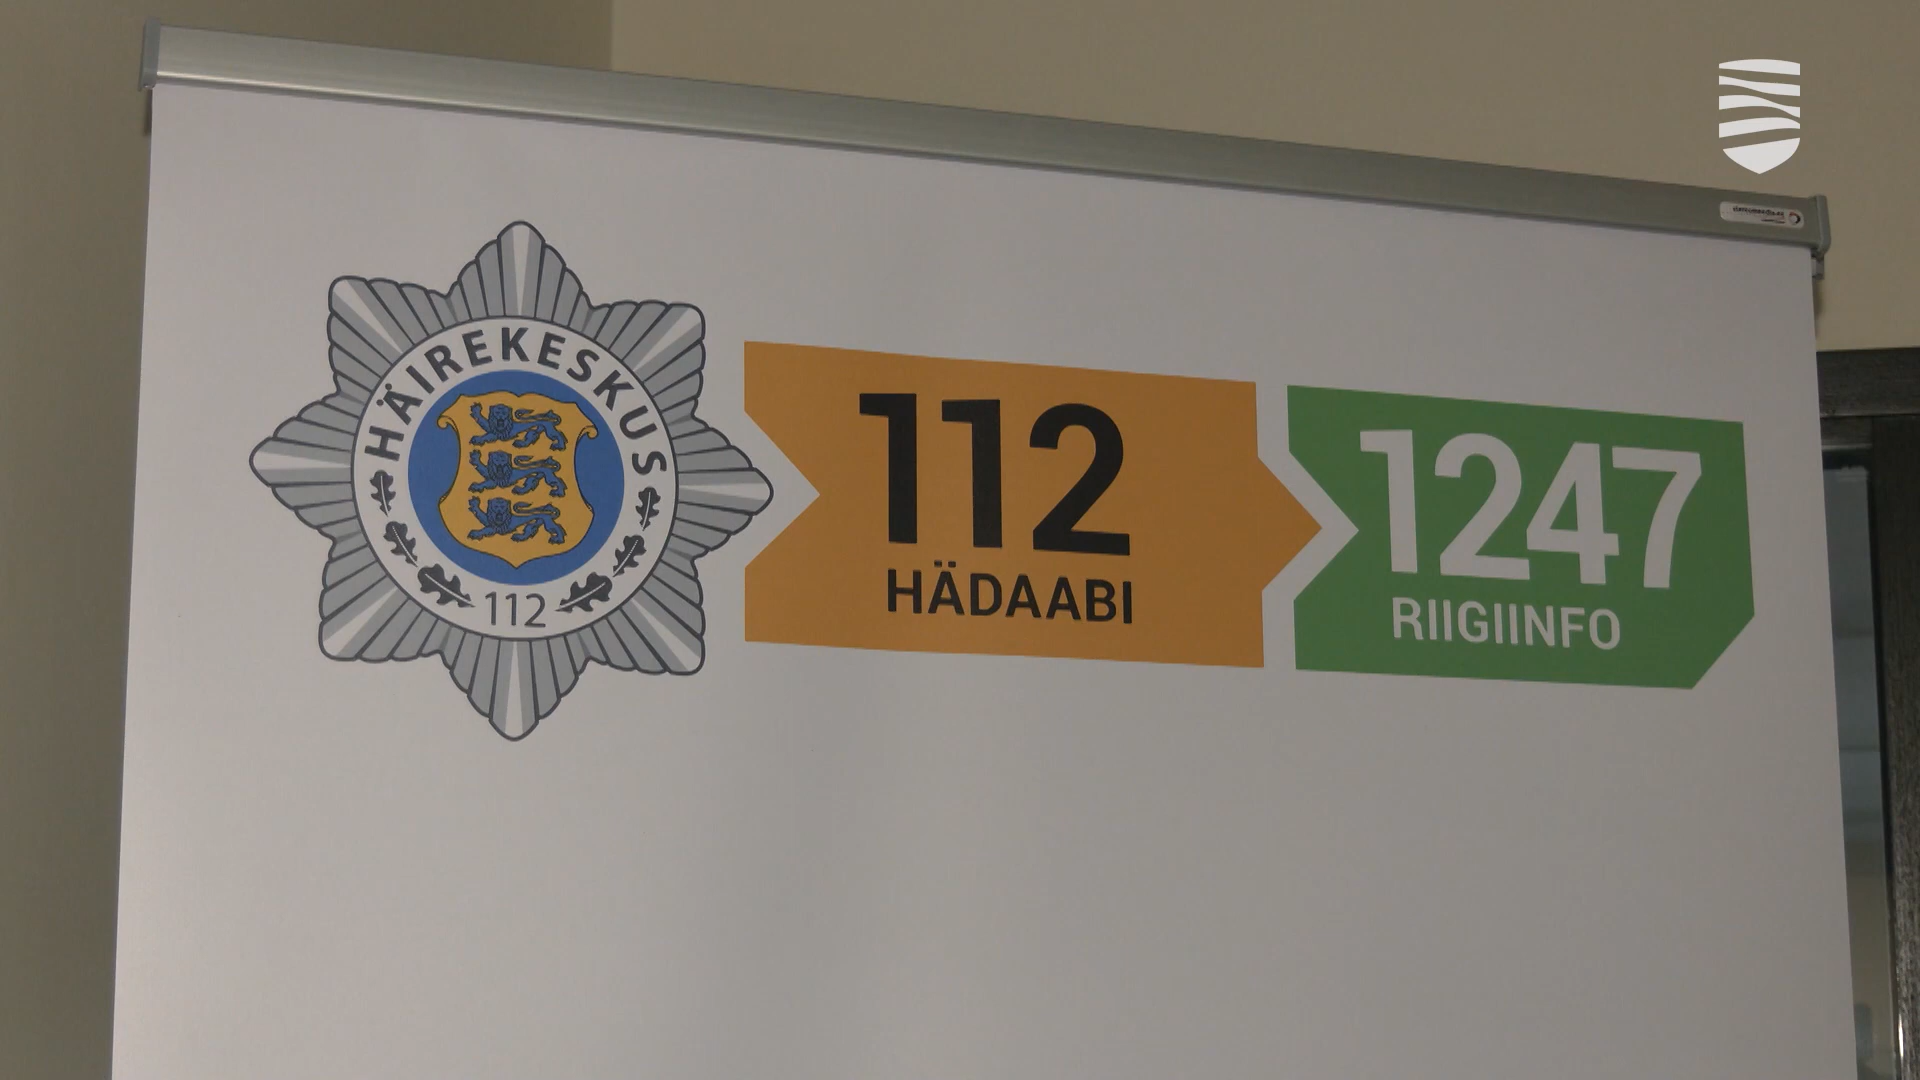 HÄIREKESKUS
112
112
HÄDAABI
1247
RIIGIINFO